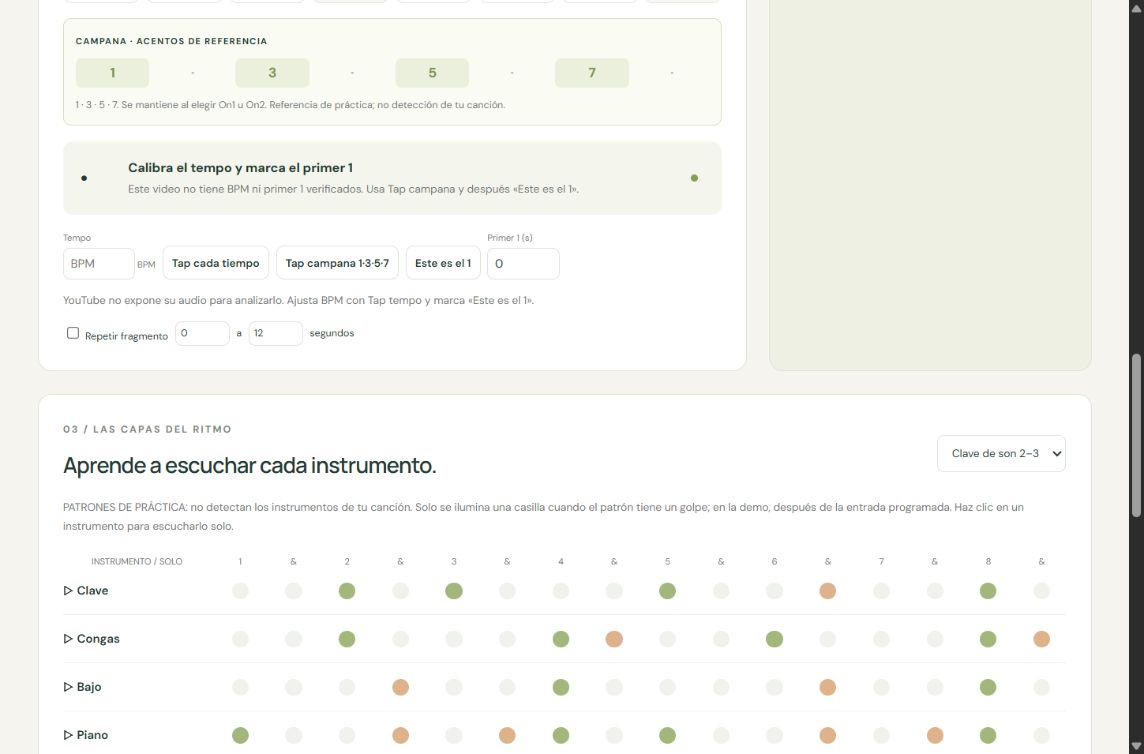 CAMPANA · ACENTOS DE REFERENCIA
1 · 3 · 5 · 7 ·
1 · 3 · 5 · 7. Se mantiene al elegir On1 u On2. Referencia de práctica; no detección de tu canción.
Calibra el tempo y marca el primer 1
Este video no tiene BPM ni primer 1 verificados. Usa Tap campana y después «Este es el 1».
Tempo Primer 1 (s)
BPM BPM Tap cada tiempo Tap campana 1·3·5·7 Este es el 1 0
YouTube no expone su audio para analizarlo. Ajusta BPM con Tap tempo y marca «Este es el 1».
Repetir fragmento 0 a 12 segundos
03 / LAS CAPAS DEL RITMO
Aprende a escuchar cada instrumento.
Clave de son 2–3
PATRONES DE PRÁCTICA: no detectan los instrumentos de tu canción. Solo se ilumina una casilla cuando el patrón tiene un golpe; en la demo, después de la entrada programada. Haz clic en un
instrumento para escucharlo solo.
INSTRUMENTO / SOLO 1 & 2 & 3 & 4 & 5 & 6 & 7 & 8 &
▷ Clave
▷ Congas
▷ Bajo
▷ Piano